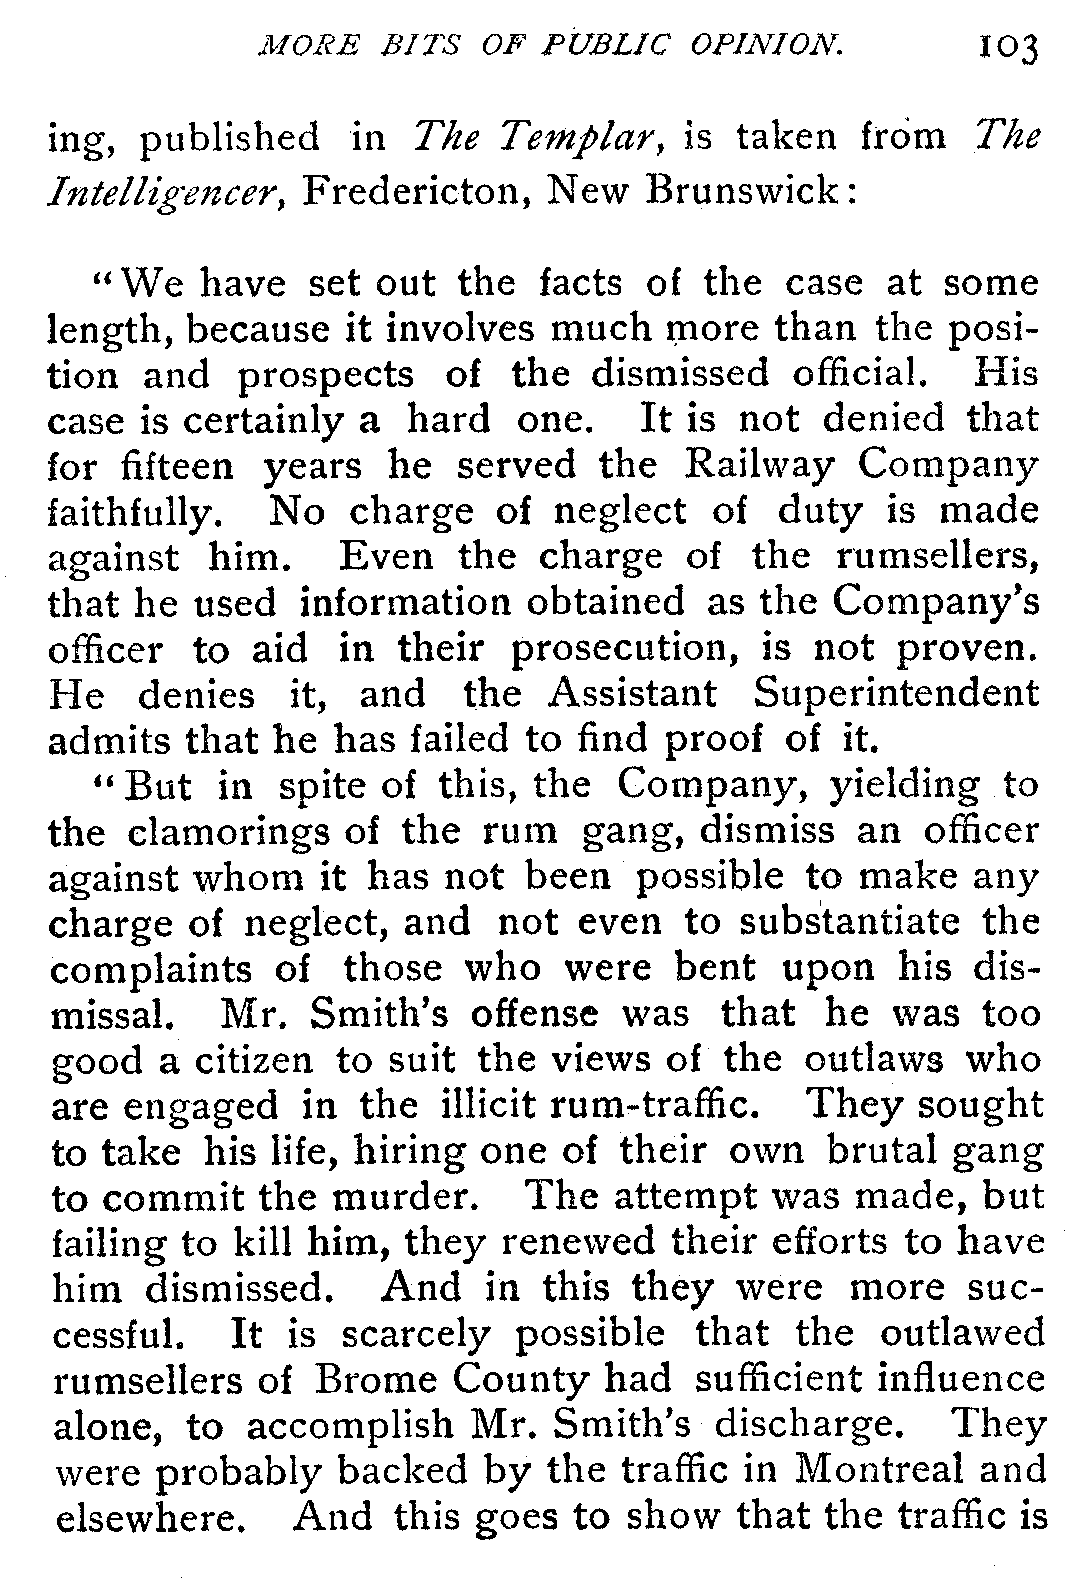 MORE BITS OF PUBLIC OPINION. 103
ing, published in The Templar, is taken from The
Intelligencer, Fredericton, New Brunswick:
“We have set out the facts of the case at some
length, because it involves much more than the posi-
tion and prospects of the dismissed official. His
case is certainly a hard one. It is not denied that
for fifteen years he served the Railway Company
faithfully. No charge of neglect of duty is made
against him. Even the charge of the rumsellers,
that he used information obtained as the Company's
officer to aid in their prosecution, is not proven.
He denies it, and the Assistant Superintendent
admits that he has failed to find proof of it.
“But in spite of this, the Company, yielding to
the clamorings of the rum gang, dismiss an officer
against whom it has not been possible to make any
charge of neglect, and not even to substantiate the
complaints of those who were bent upon his dis-
missal. Mr. Smith's offense was that he was too
good a citizen to suit the views of the outlaws who
are engaged in the illicit rum-traffic. They sought
to take his life, hiring one of their own brutal gang
to commit the murder. The attempt was made, but
failing to kill him, they renewed their efforts to have
him dismissed. And in this they were more suc-
cessful. It is scarcely possible that the outlawed
rumsellers of Brome County had sufficient influence
alone, to accomplish Mr. Smith's discharge. They
were probably backed by the traffic in Montreal and
elsewhere. And this goes to show that the traffic is